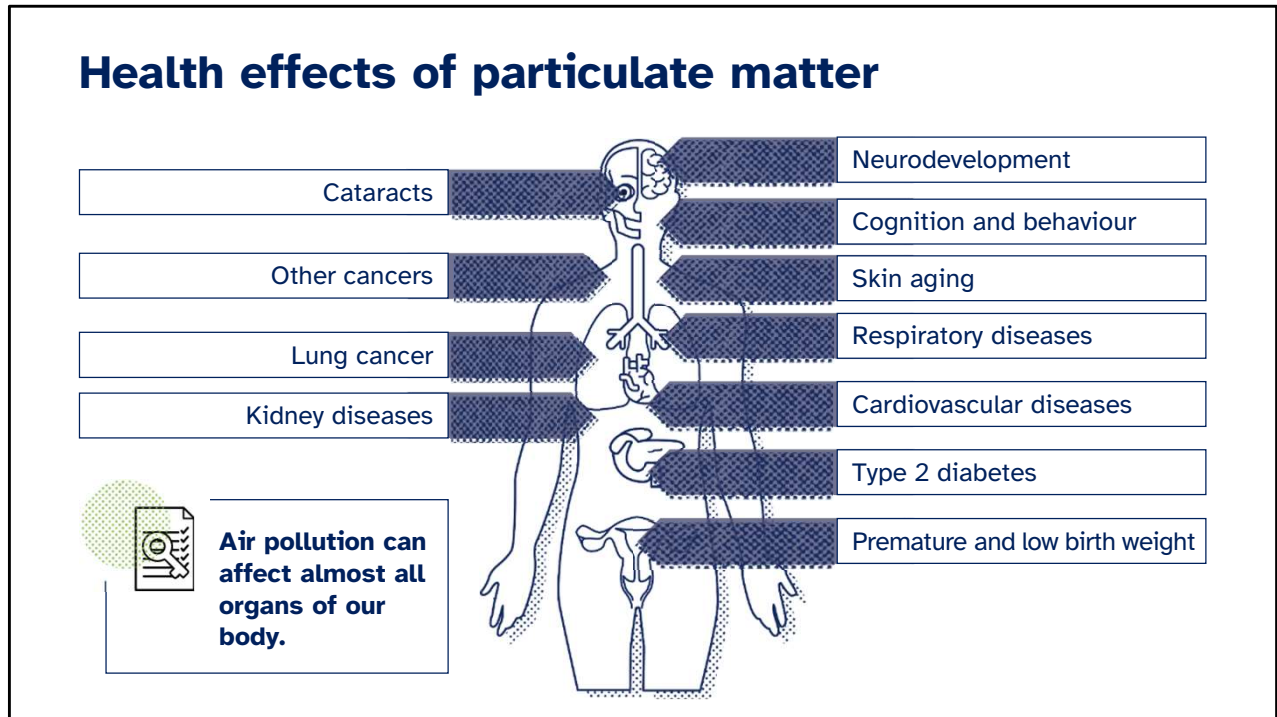 Health effects of particulate matter
Cataracts
Other cancers
Lung cancer
Kidney diseases
Neurodevelopment
Cognition and behaviour
Skin aging
Respiratory diseases
Cardiovascular diseases
Type 2 diabetes
Premature and low birth weight
Air pollution can
affect almost all
organs of our
body.